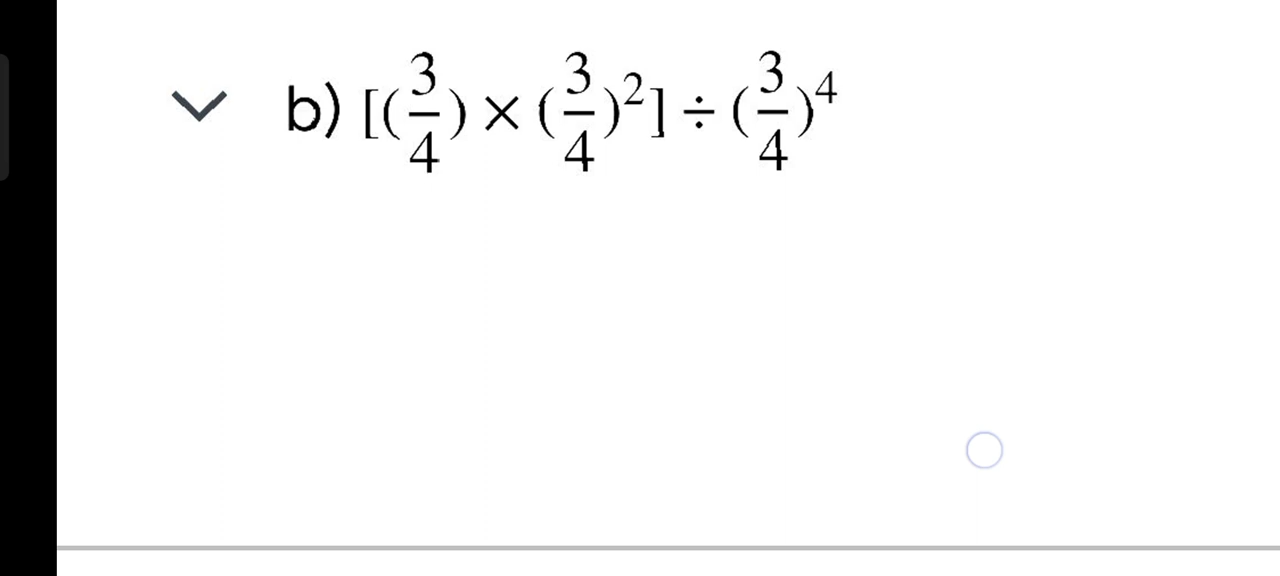 b) [(3/4) × (3/4)²] ÷ (3/4)⁴